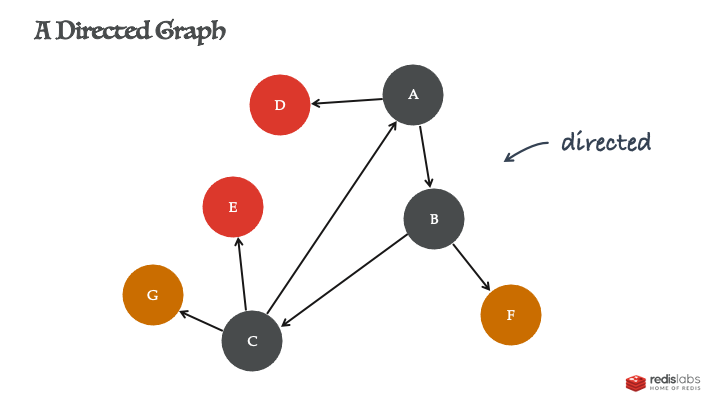 A Directed Graph
A
D
directed
E
B
G
F
C
redislabs
HOME OF REDIS